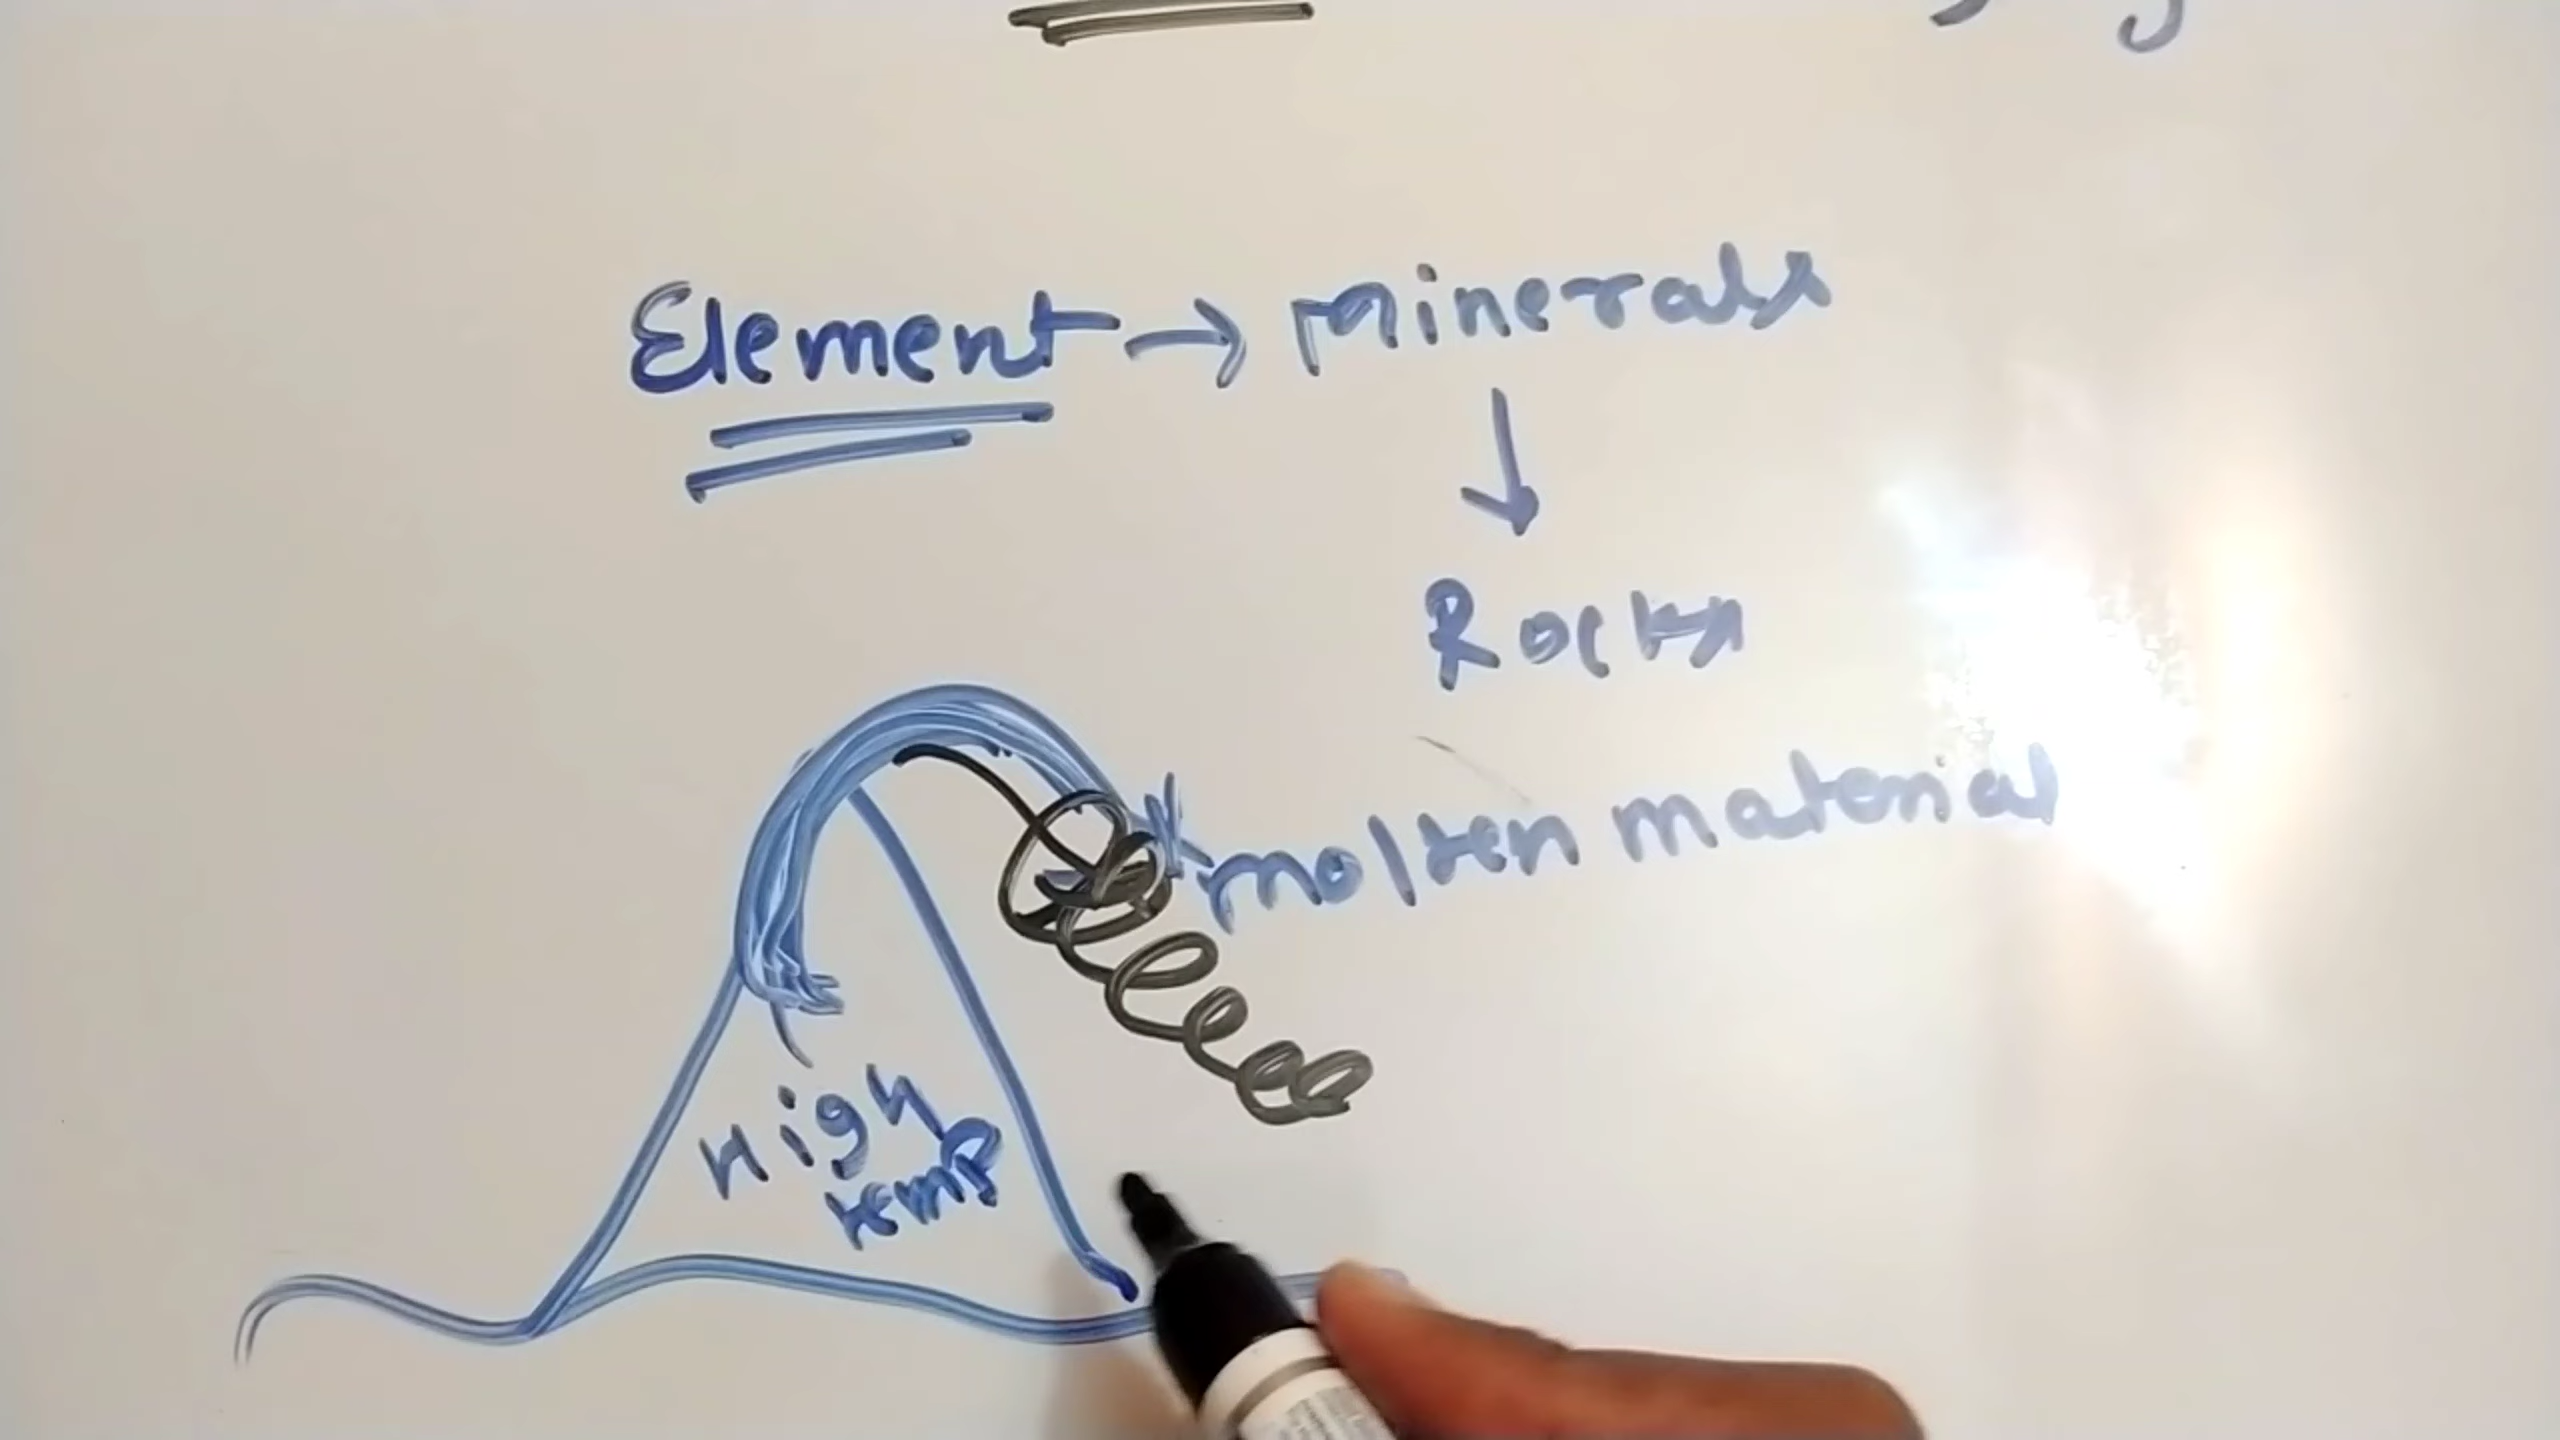 Element → Minerals
↓
Rocks
molten material
High
temp